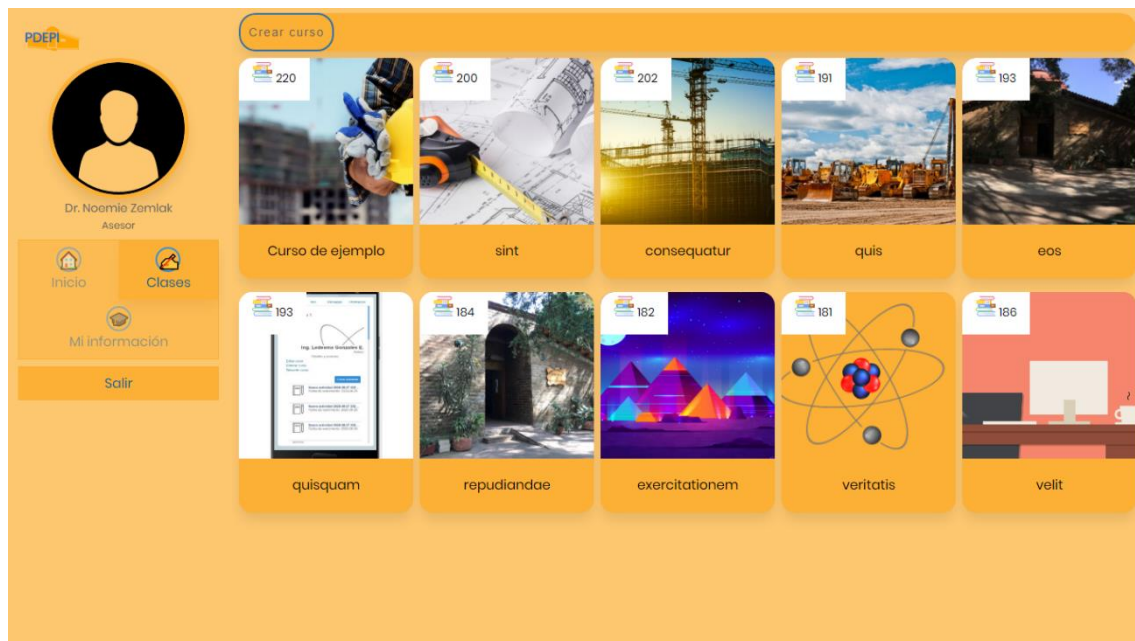 PDEPI
Dr. Noemie Zemlak
Asesor
Inicio
Clases
Mi información
Salir
Crear curso
220
200
202
191
193
Curso de ejemplo
sint
consequatur
quis
eos
193
184
182
181
186
quisquam
repudiandae
exercitationem
veritatis
velit